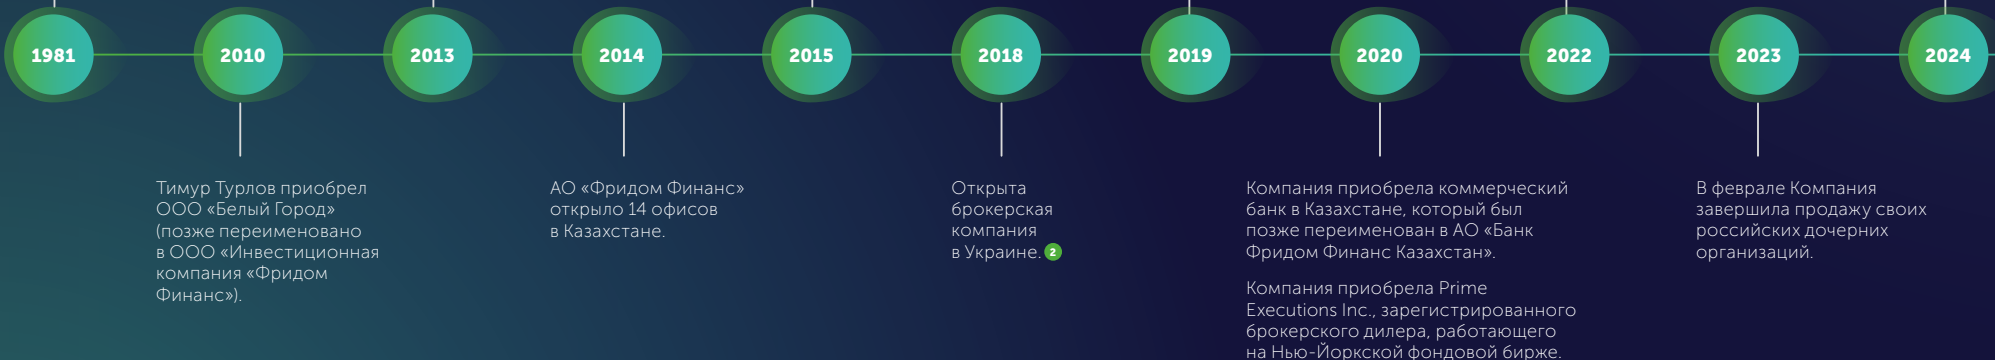 1981
2010
2013
2014
2015
2018
2019
2020
2022
2023
2024
Тимур Турлов приобрел
ООО «Белый Город»
(позже переименовано
в ООО «Инвестиционная
компания «Фридом
Финанс»).
АО «Фридом Финанс»
открыло 14 офисов
в Казахстане.
Открыта
брокерская
компания
в Украине. 2
Компания приобрела коммерческий
банк в Казахстане, который был
позже переименован в АО «Банк
Фридом Финанс Казахстан».
Компания приобрела Prime
Executions Inc., зарегистрированного
брокерского дилера, работающего
на Нью-Йоркской фондовой бирже.
В феврале Компания
завершила продажу своих
российских дочерних
организаций.